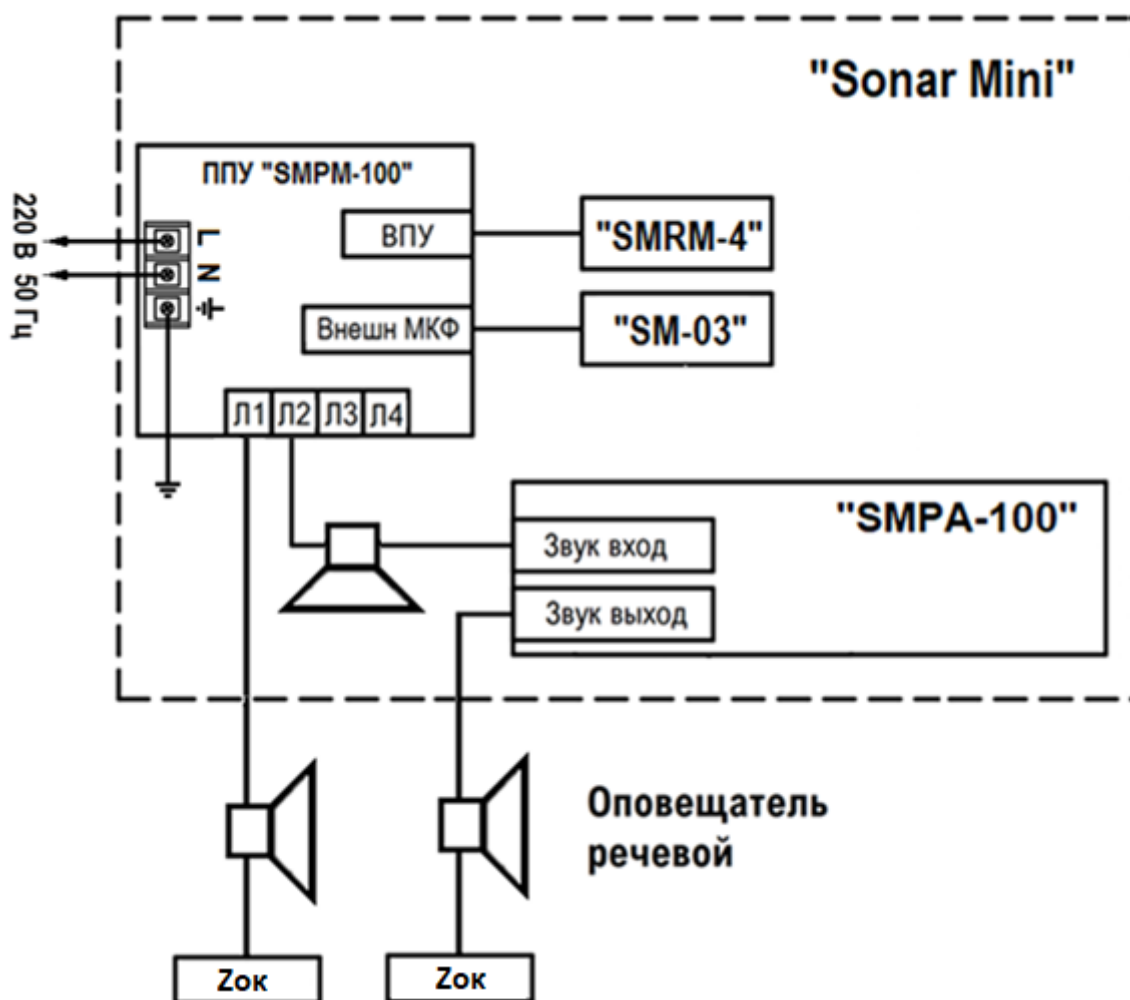 "Sonar Mini"
ППУ "SMPM-100"
220 В 50 Гц
L
N
ВПУ
"SMRM-4"
Внешн МКФ
"SM-03"
Л1 Л2 Л3 Л4
"SMPA-100"
Звук вход
Звук выход
Оповещатель
речевой
Zок
Zок